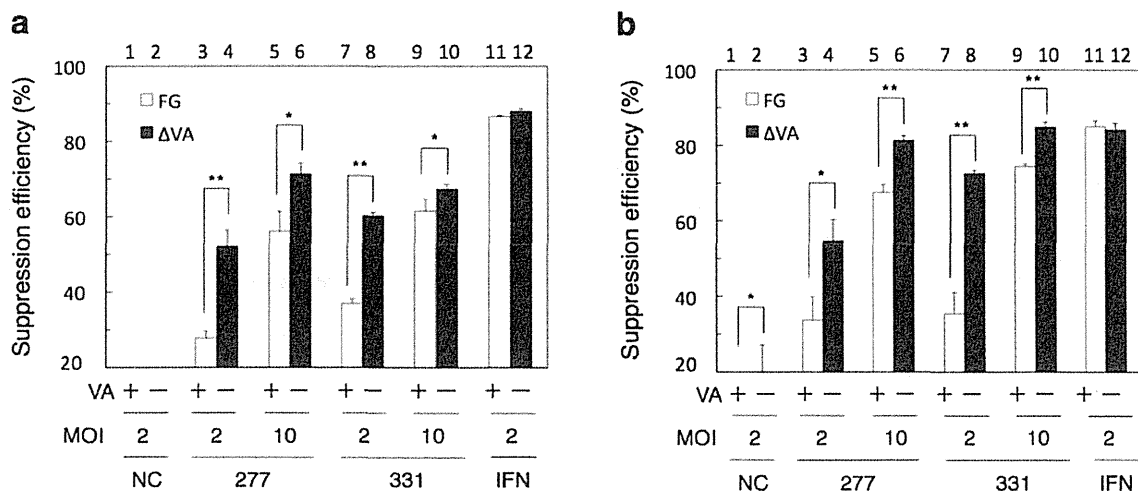 a
1 2 3 4 5 6 7 8 9 10 11 12
Suppression efficiency (%)
100
80
60
40
20
FG
ΔVA
**
*
**
*
VA + − + − + − + − + − + −
MOI 2 2 10 2 10 2
NC 277 331 IFN
b
1 2 3 4 5 6 7 8 9 10 11 12
Suppression efficiency (%)
100
80
60
40
20
FG
ΔVA
*
*
**
**
**
VA + − + − + − + − + − + −
MOI 2 2 10 2 10 2
NC 277 331 IFN